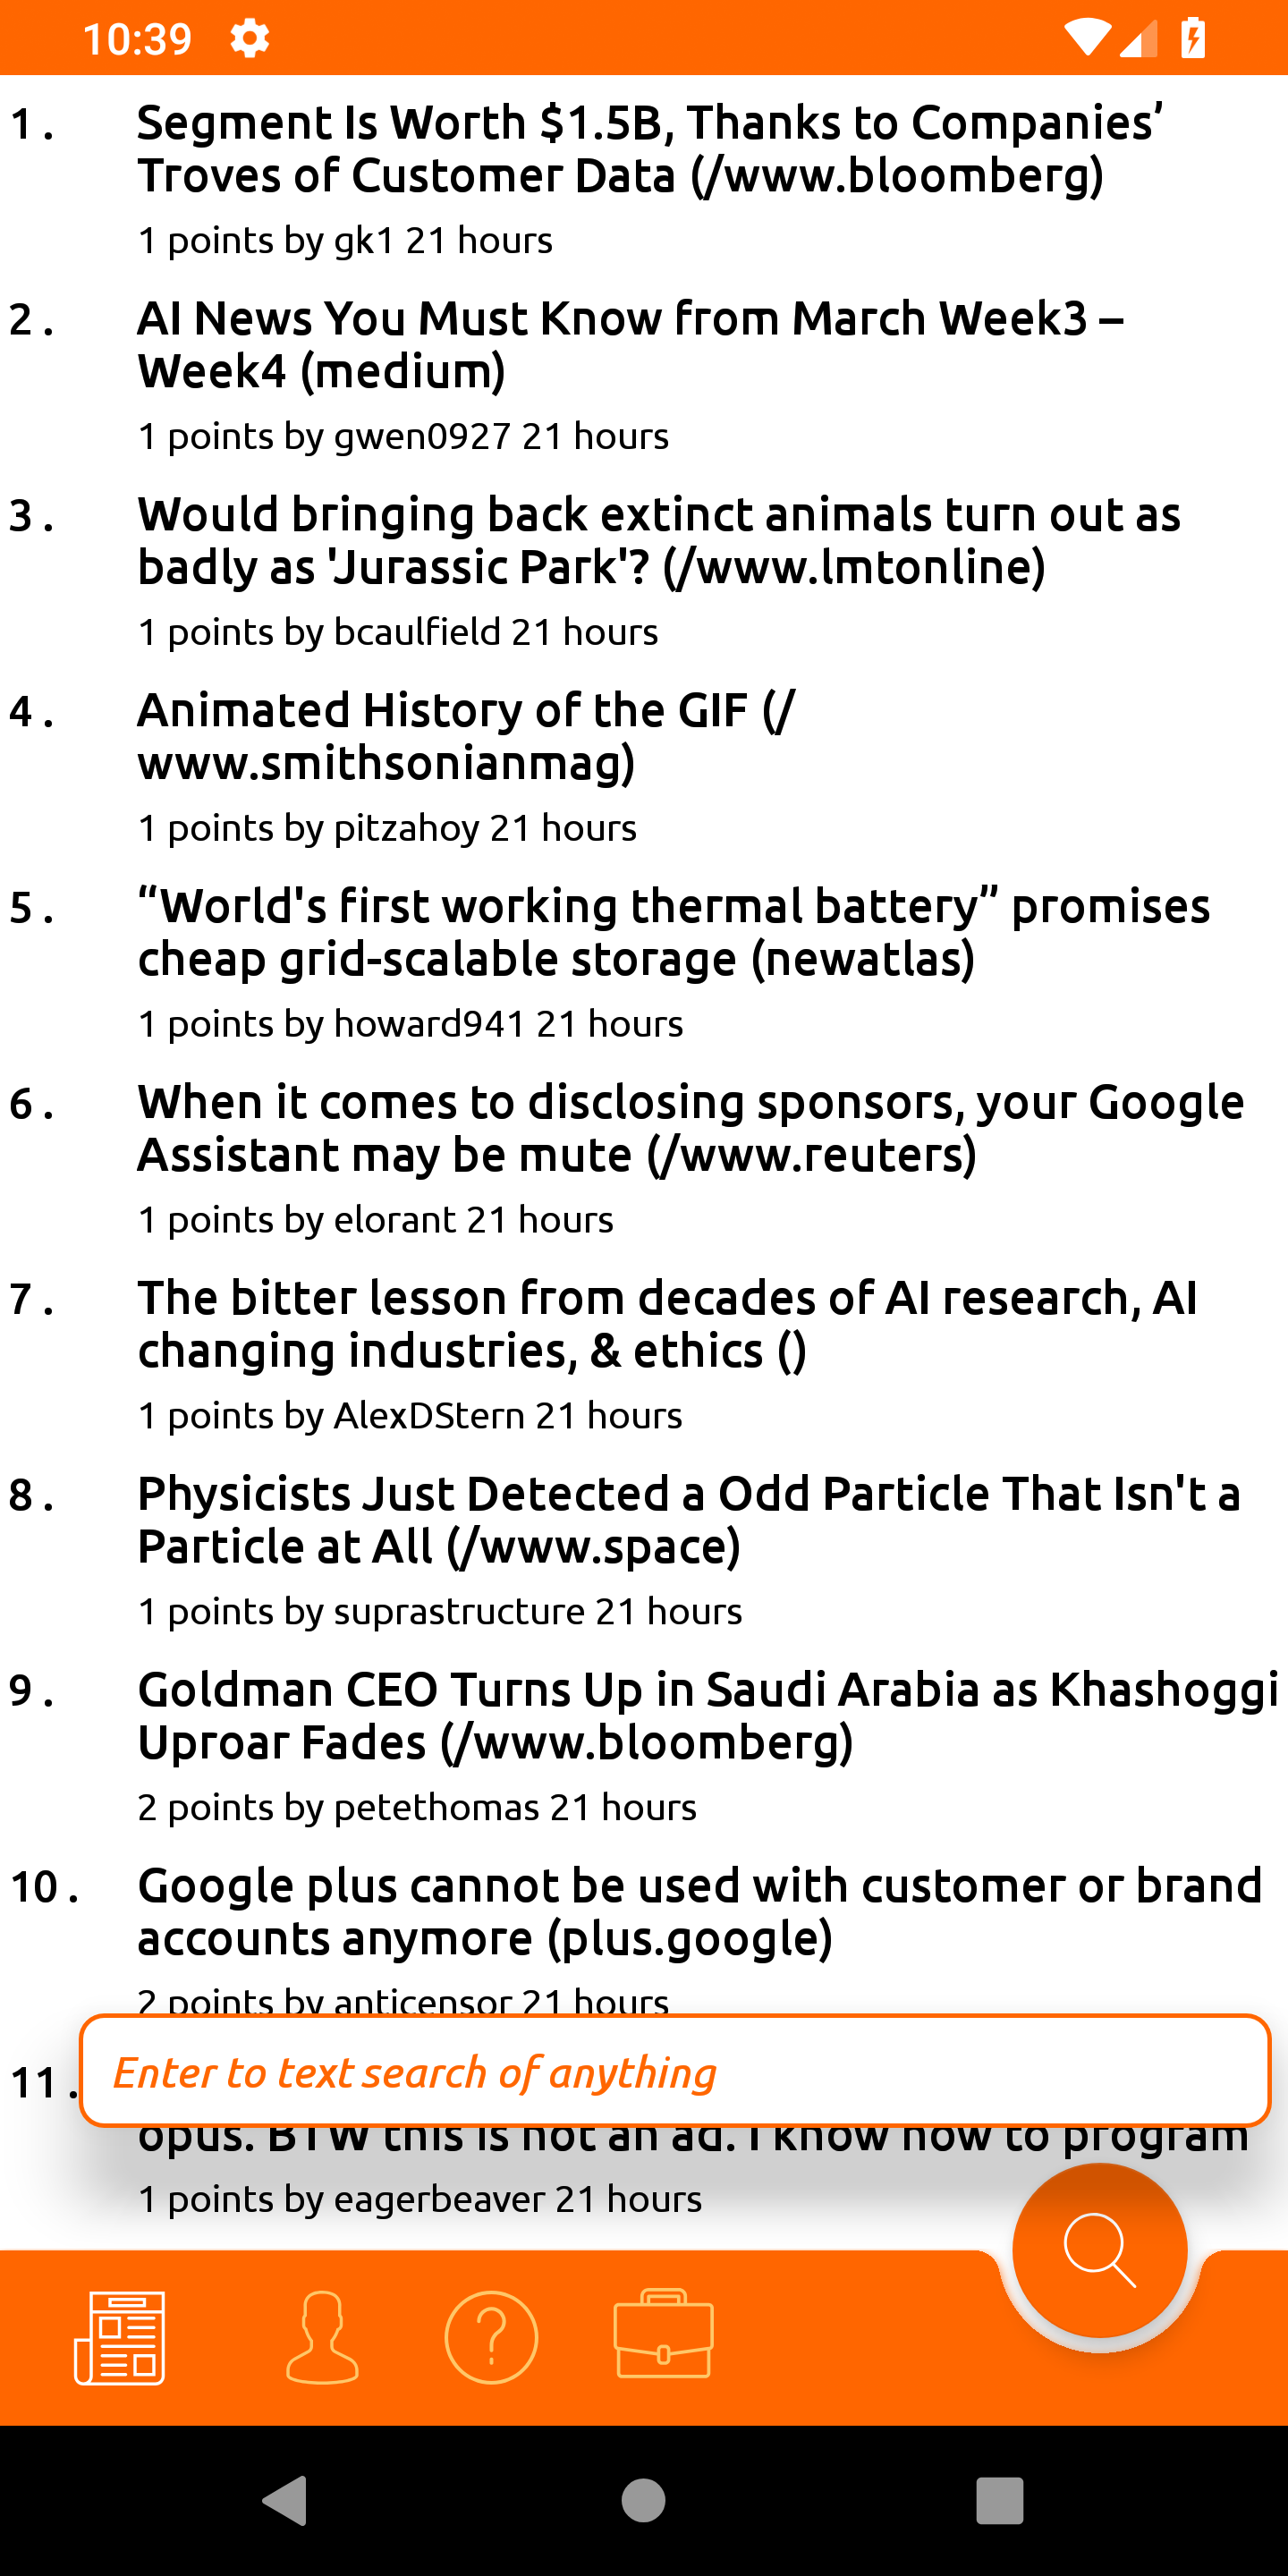 10:39
1 .
Segment Is Worth $1.5B, Thanks to Companies’
Troves of Customer Data (/www.bloomberg)
1 points by gk1 21 hours
2 .
AI News You Must Know from March Week3 –
Week4 (medium)
1 points by gwen0927 21 hours
3 .
Would bringing back extinct animals turn out as
badly as 'Jurassic Park'? (/www.lmtonline)
1 points by bcaulfield 21 hours
4 .
Animated History of the GIF (/
www.smithsonianmag)
1 points by pitzahoy 21 hours
5 .
“World's first working thermal battery” promises
cheap grid-scalable storage (newatlas)
1 points by howard941 21 hours
6 .
When it comes to disclosing sponsors, your Google
Assistant may be mute (/www.reuters)
1 points by elorant 21 hours
7 .
The bitter lesson from decades of AI research, AI
changing industries, & ethics ()
1 points by AlexDStern 21 hours
8 .
Physicists Just Detected a Odd Particle That Isn't a
Particle at All (/www.space)
1 points by suprastructure 21 hours
9 .
Goldman CEO Turns Up in Saudi Arabia as Khashoggi
Uproar Fades (/www.bloomberg)
2 points by petethomas 21 hours
10 .
Google plus cannot be used with customer or brand
accounts anymore (plus.google)
2 points by anticensor 21 hours
11 .
Enter to text search of anything
opus. BTW this is not an ad. I know how to program
1 points by eagerbeaver 21 hours